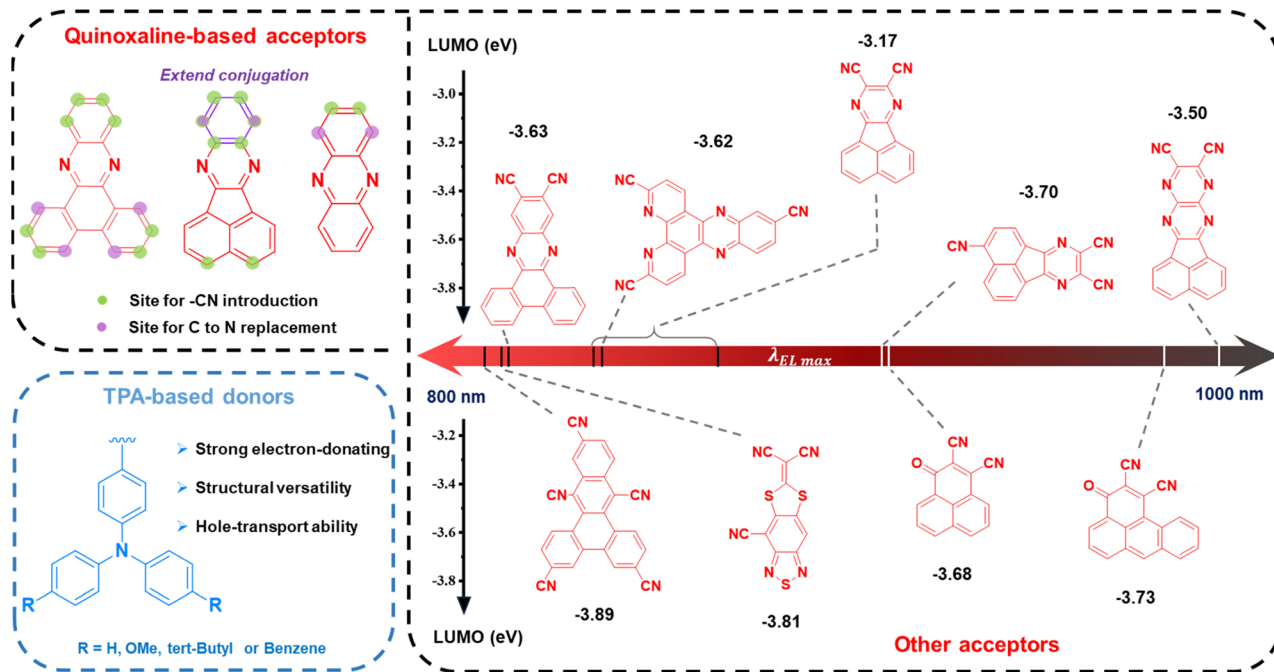 Quinoxaline-based acceptors
Extend conjugation
N N
N N
N N
Site for -CN introduction
Site for C to N replacement
TPA-based donors
Strong electron-donating
Structural versatility
Hole-transport ability
N
R
R
R = H, OMe, tert-Butyl or Benzene
LUMO (eV)
-3.0
-3.2
-3.4
-3.6
-3.8
-3.63
NC CN
N N
-3.62
NC
N N CN
N N
NC
-3.17
NC CN
N N
-3.70
CN
N CN
N CN
-3.50
NC CN
N N
N N
λEL max
800 nm
1000 nm
-3.2
-3.4
-3.6
-3.8
LUMO (eV)
CN
CN CN
CN CN
-3.89
NC CN
S S
NC
N N
S
-3.81
CN
O CN
-3.68
CN
O CN
-3.73
Other acceptors